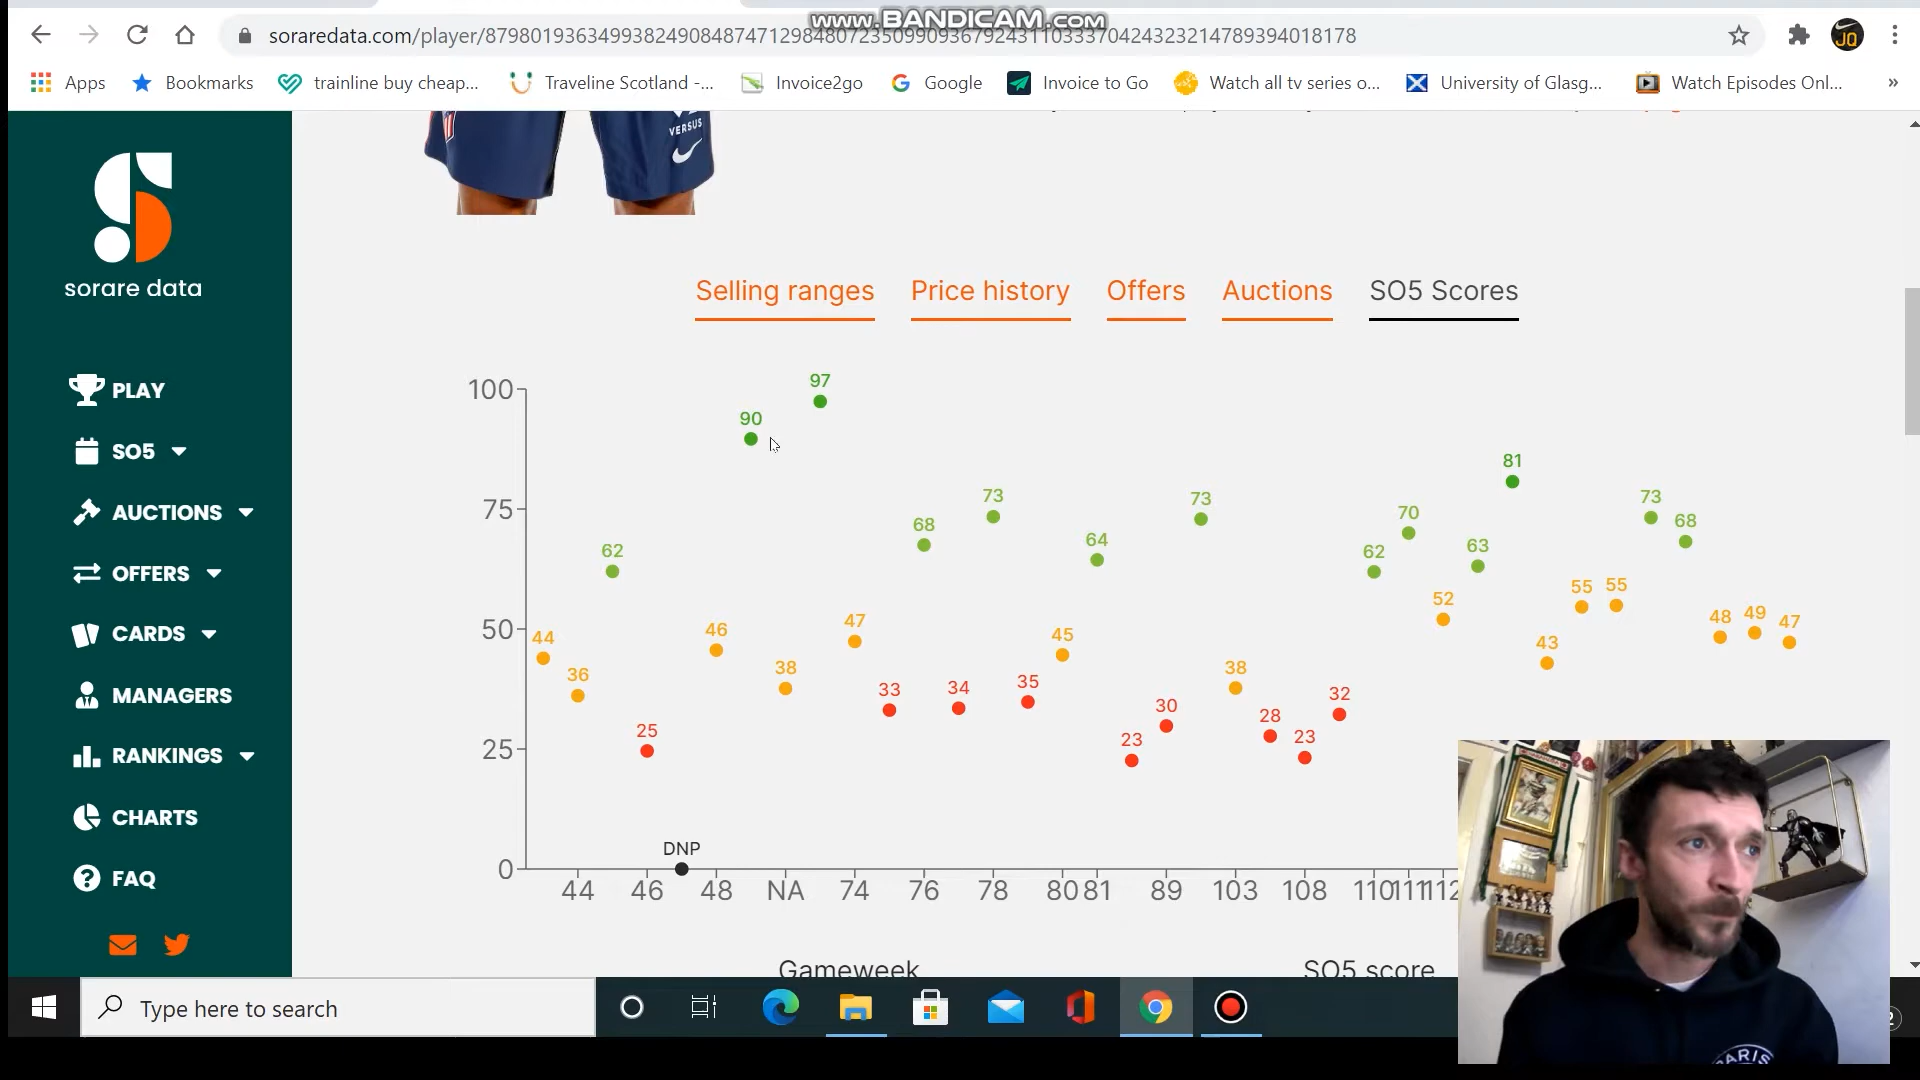 www.BANDICAM.com
soraredata.com/player/87980193634993824908487471298480723509909367924311033370424323214789394018178
JQ
Apps
Bookmarks
trainline buy cheap...
Traveline Scotland -...
Invoice2go
Google
Invoice to Go
Watch all tv series o...
University of Glasg...
Watch Episodes Onl...
»
VERSUS
sorare data
PLAY
SO5
AUCTIONS
OFFERS
CARDS
MANAGERS
RANKINGS
CHARTS
FAQ
Selling ranges
Price history
Offers
Auctions
SO5 Scores
100
75
50
25
0
44
36
62
25
DNP
46
90
38
97
47
33
68
34
73
35
45
64
23
30
73
38
28
23
32
62
70
52
63
81
43
55
55
73
68
48
49
47
44 46 48 NA 74 76 78 80 81 89 103 108 110 111 112
Gameweek
SO5 score
Type here to search
PARIS